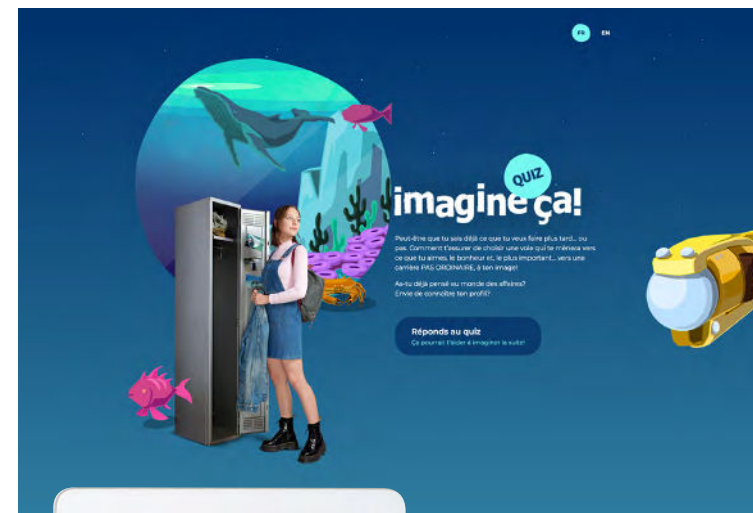 FR EN
QUIZ
imagine ça!
Peut-être que tu sais déjà ce que tu veux faire plus tard... ou
pas. Comment t'assurer de choisir une voie qui te mènera vers
ce que tu aimes, le bonheur et, le plus important... vers une
carrière PAS ORDINAIRE, à ton image!
As-tu déjà pensé au monde des affaires?
Envie de connaître ton profil?
Réponds au quiz
Ça pourrait t'aider à imaginer la suite!